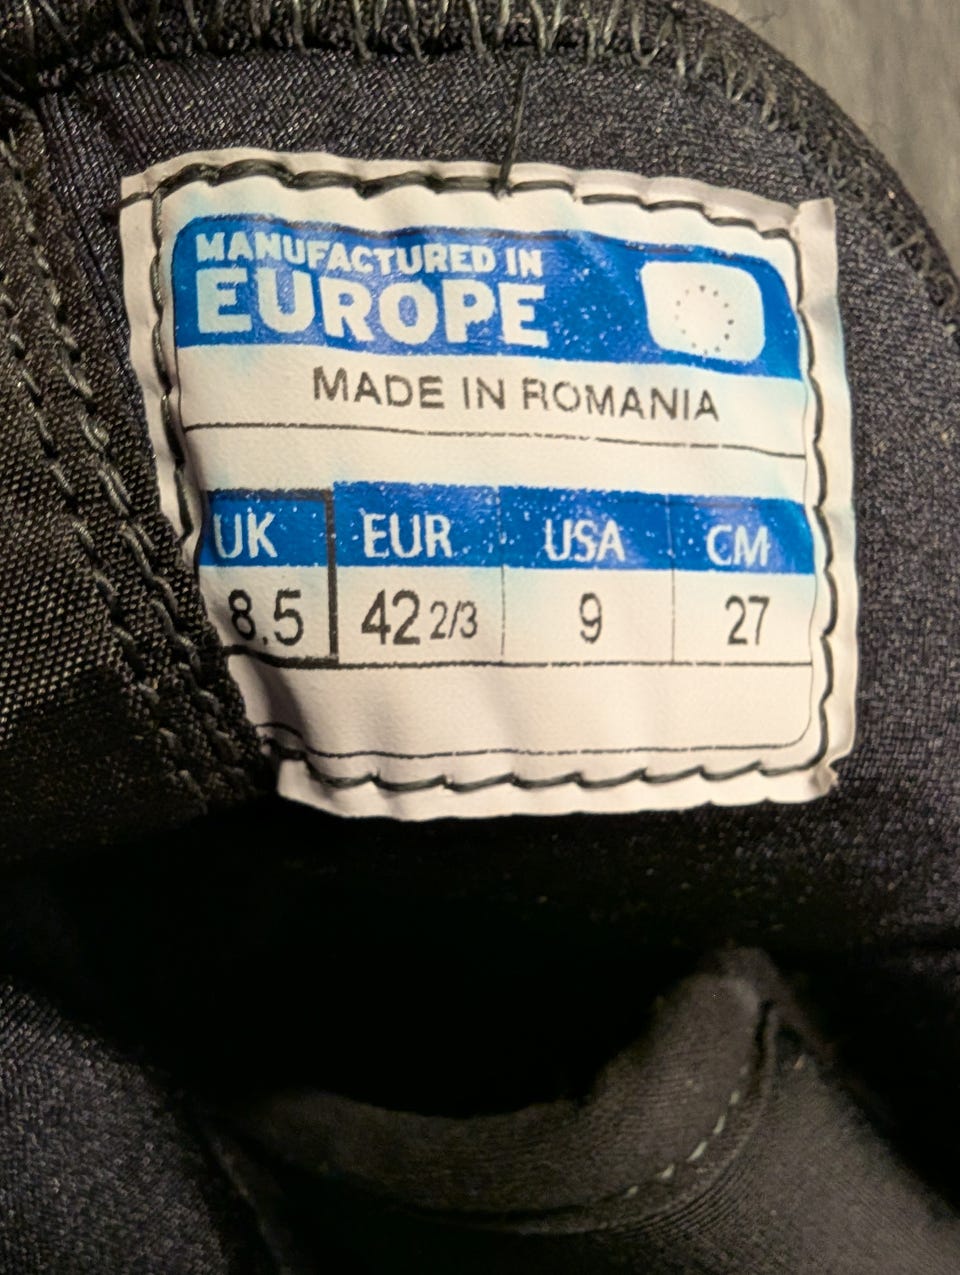 MANUFACTURED IN
EUROPE
MADE IN ROMANIA
UK EUR USA CM
8.5 42 2/3 9 27